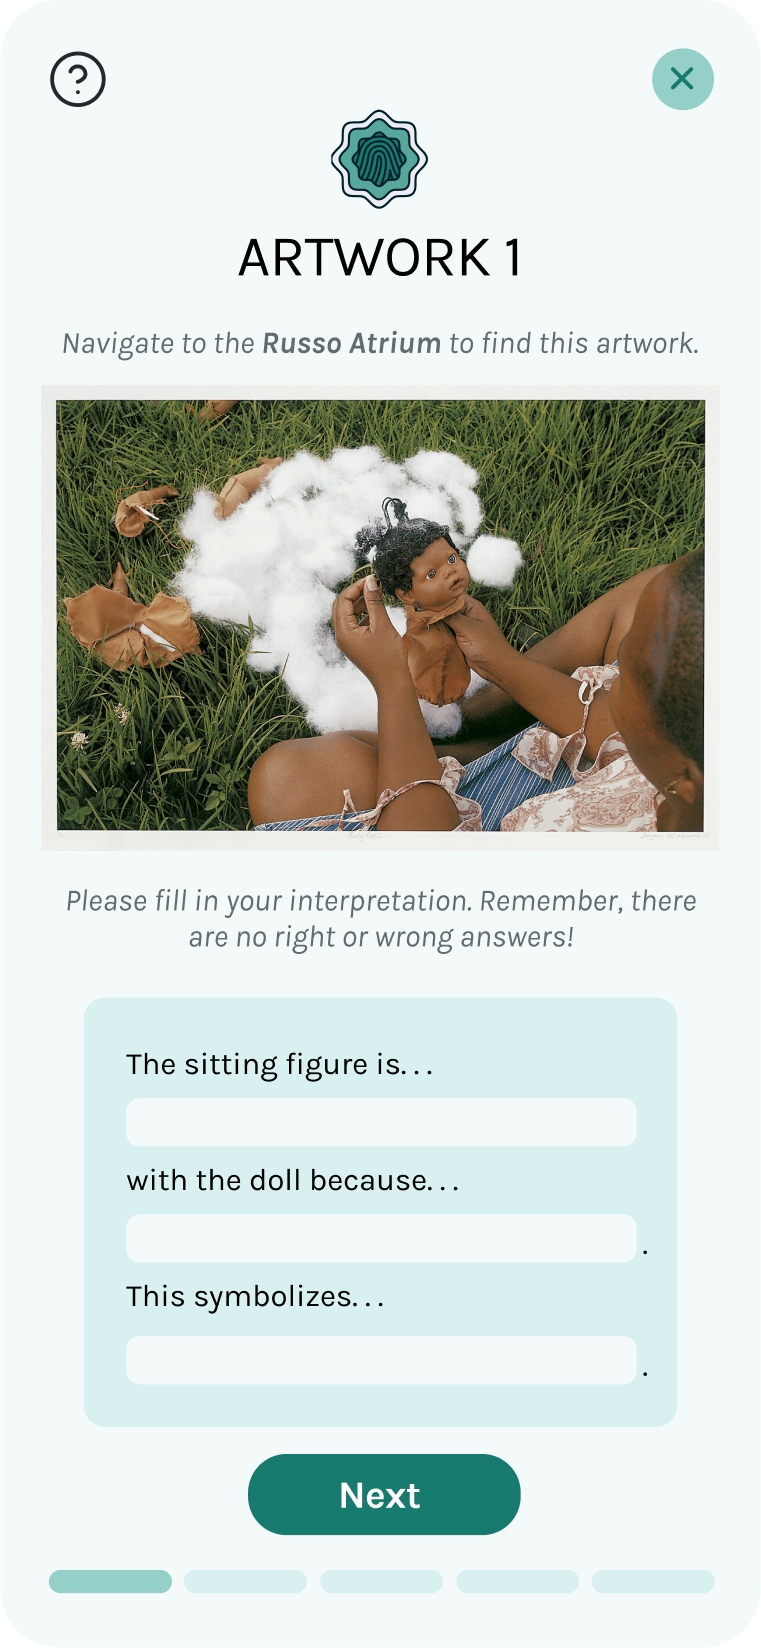 ?
ARTWORK 1
Navigate to the Russo Atrium to find this artwork.
Please fill in your interpretation. Remember, there
are no right or wrong answers!
The sitting figure is. . .
with the doll because. . .
.
This symbolizes. . .
.
Next